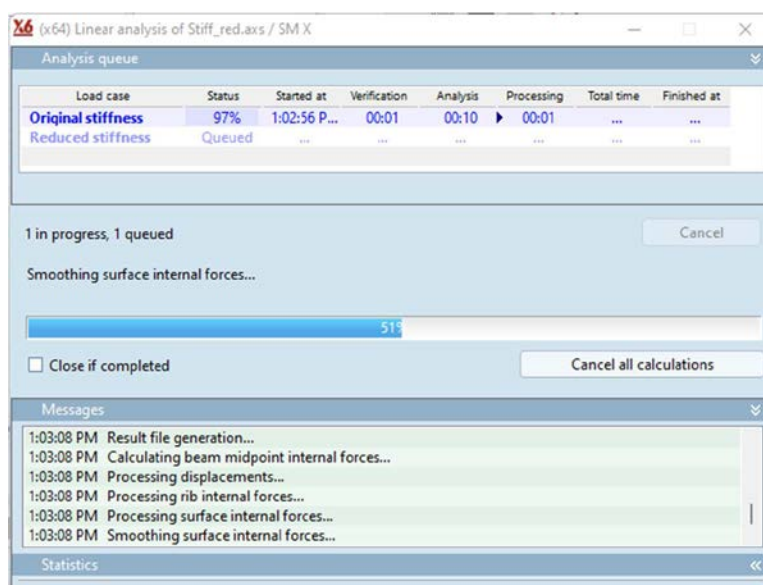 X6 (x64) Linear analysis of Stiff_red.axs / SM X
Analysis queue
Load case Status Started at Verification Analysis Processing Total time Finished at
Original stiffness 97% 1:02:56 P... 00:01 00:10 00:01 ... ...
Reduced stiffness Queued ... ... ... ... ... ...
1 in progress, 1 queued
Cancel
Smoothing surface internal forces...
51%
Close if completed
Cancel all calculations
Messages
1:03:08 PM Result file generation...
1:03:08 PM Calculating beam midpoint internal forces...
1:03:08 PM Processing displacements...
1:03:08 PM Processing rib internal forces...
1:03:08 PM Processing surface internal forces...
1:03:08 PM Smoothing surface internal forces...
Statistics